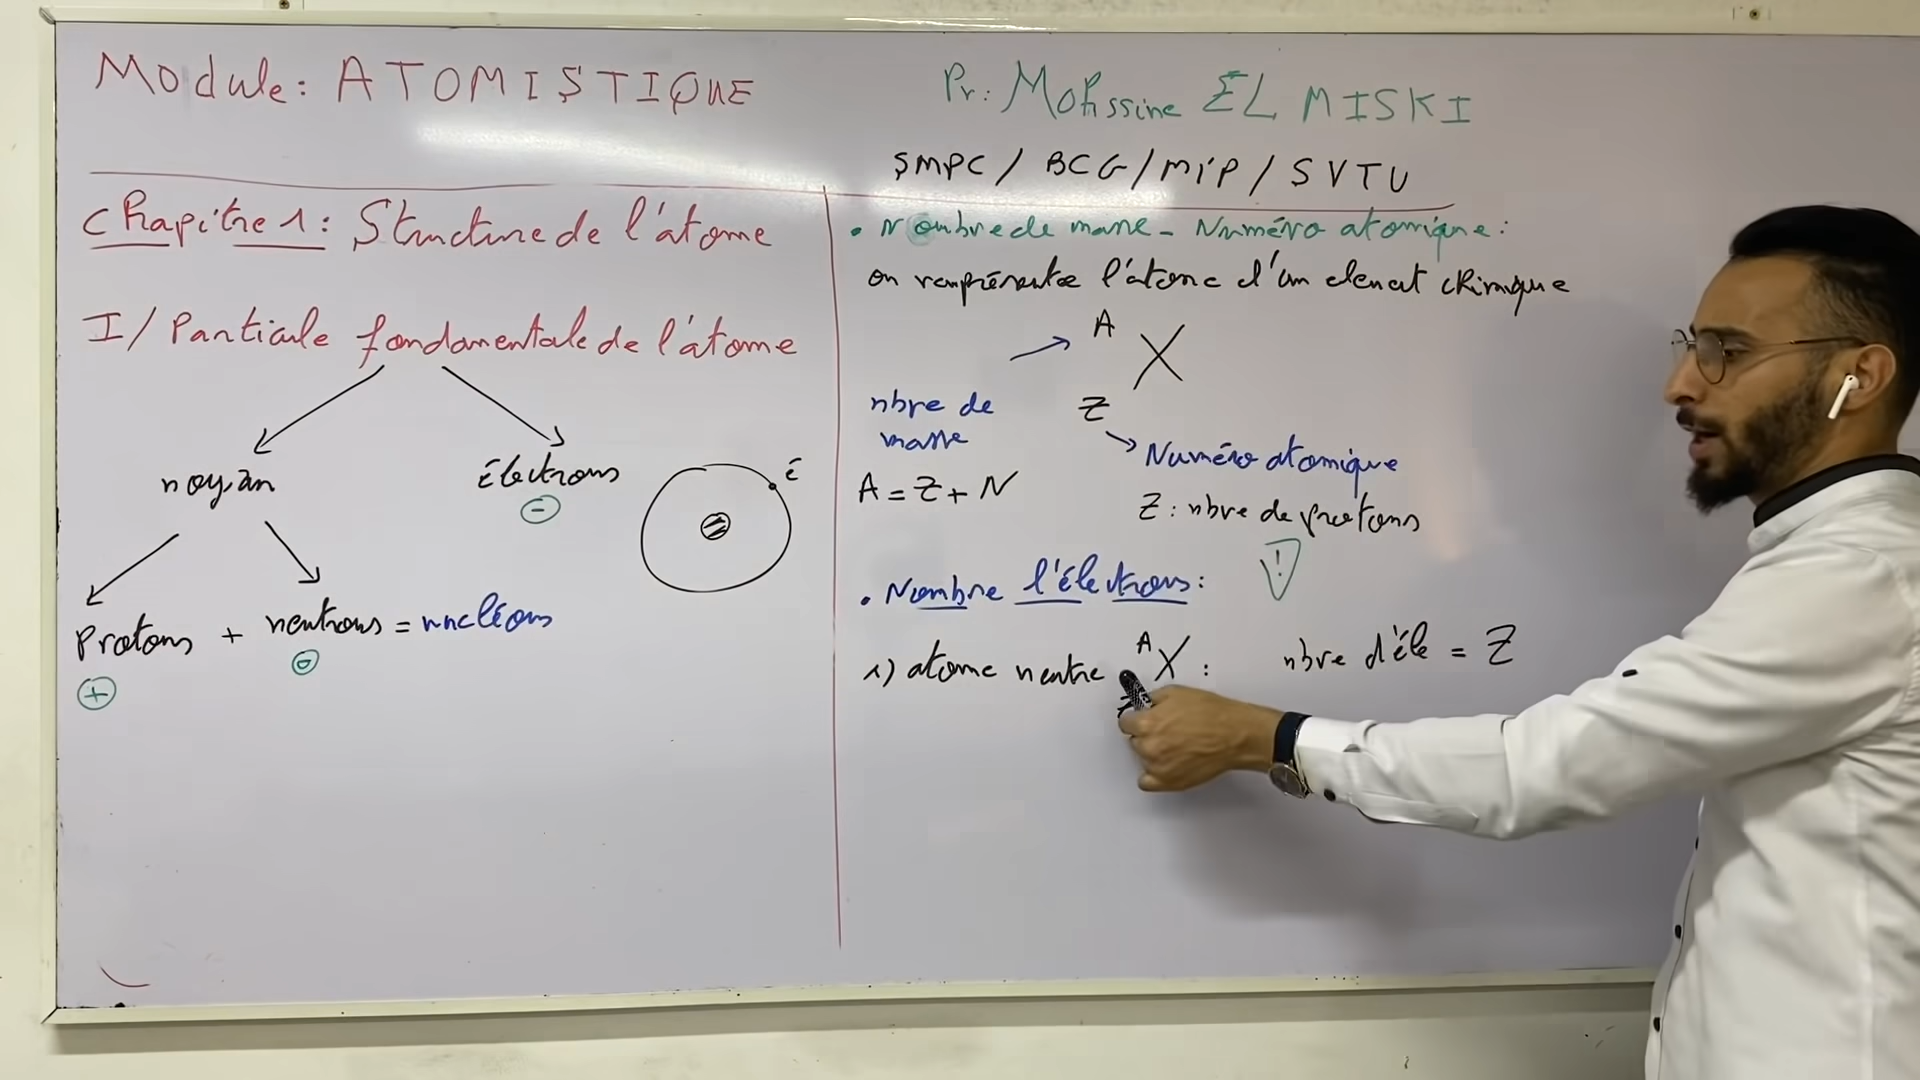 Module: ATOMISTIQUE
Pr: Mohssine EL MISKI
SMPC / BCG / MIP / SVTU
Chapitre 1: Structure de l'atome
I/ Particule fondamentale de l'atome
noyau
électrons
-
é
Protons + neutrons = nucléons
+
• Nombre de masse - Numéro atomique:
on représente l'atome d'un element chimique
A
X
Z
nbre de
masse
A = Z + N
Numéro atomique
Z: nbre de protons
!
• Nombre l'électrons:
1) atome neutre A X : nbre d'éle = Z